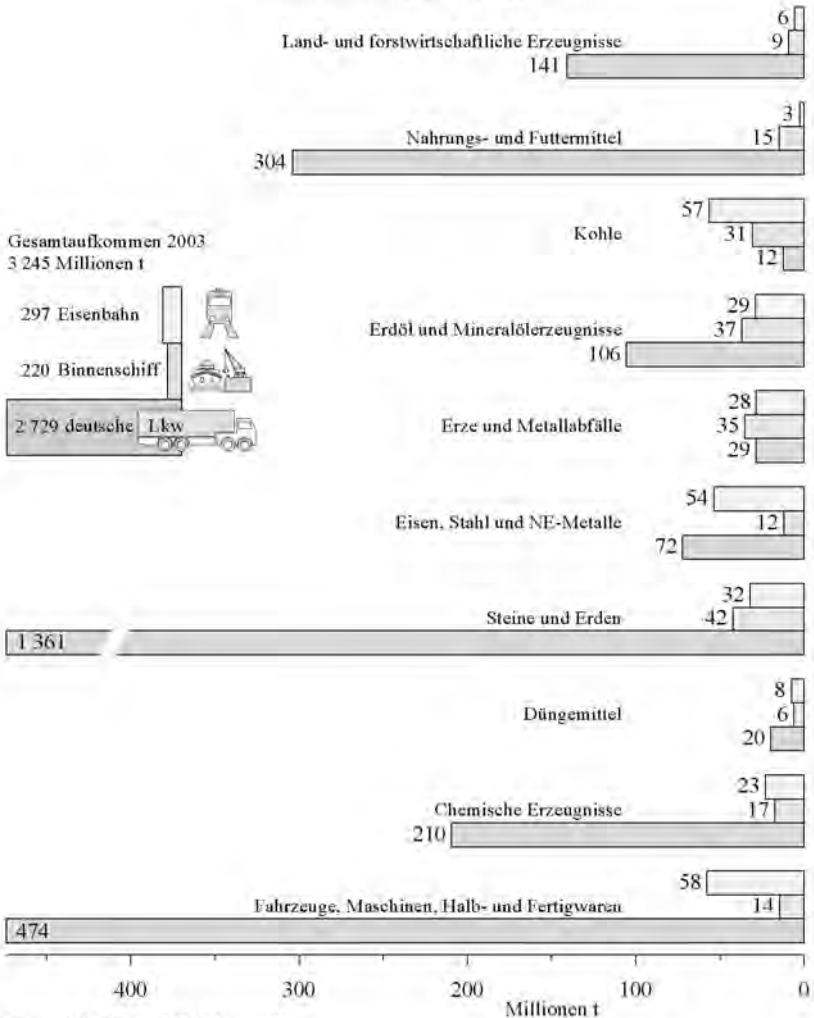 6
Land- und forstwirtschaftliche Erzeugnisse 9
141
3
Nahrungs- und Futtermittel 15
304
57
Kohle 31
12
Gesamtaufkommen 2003
3 245 Millionen t
297 Eisenbahn
220 Binnenschiff
2 729 deutsche Lkw
29
Erdöl und Mineralölerzeugnisse 37
106
28
Erze und Metallabfälle 35
29
54
Eisen, Stahl und NE-Metalle 12
72
32
Steine und Erden 42
1 361
8
Düngemittel 6
20
23
Chemische Erzeugnisse 17
210
58
Fahrzeuge, Maschinen, Halb- und Fertigwaren 14
474
400 300 200 100 0
Millionen t